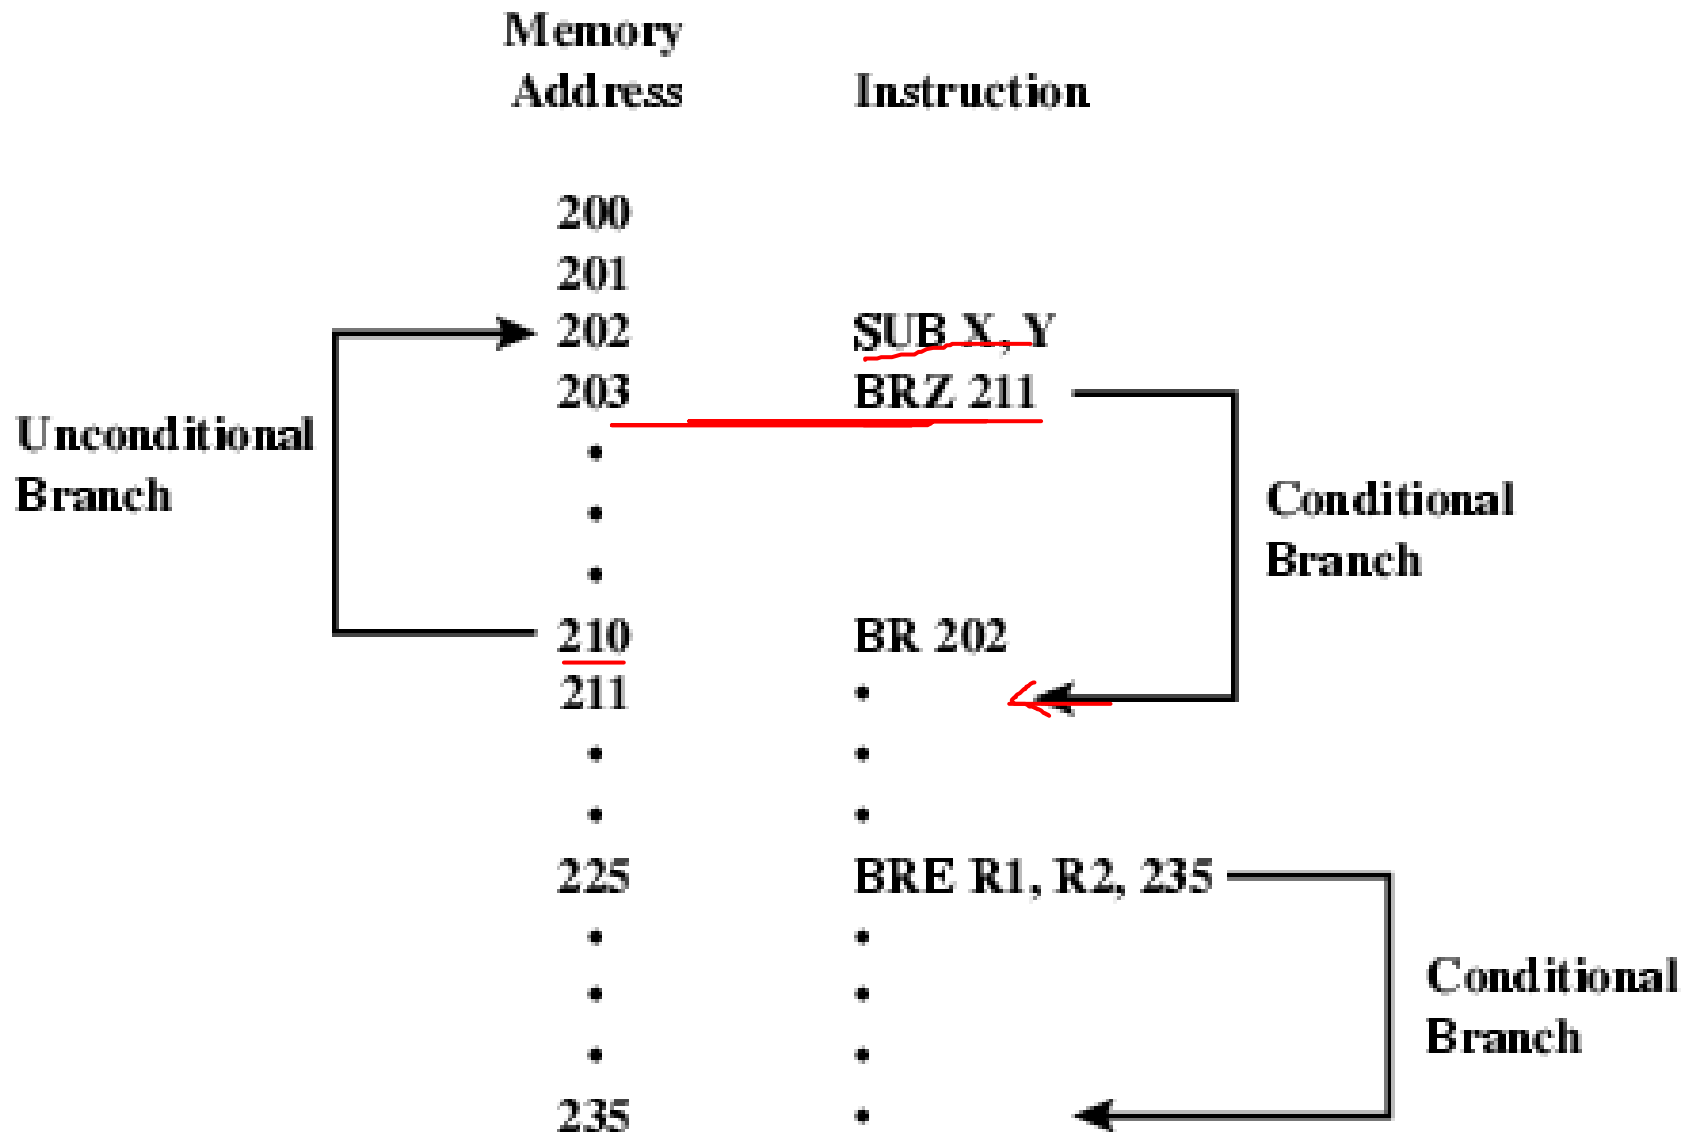 Memory
Address Instruction
200
201
202 SUB X, Y
203 BRZ 211
Unconditional
Branch
Conditional
Branch
210 BR 202
211
225 BRE R1, R2, 235
Conditional
Branch
235